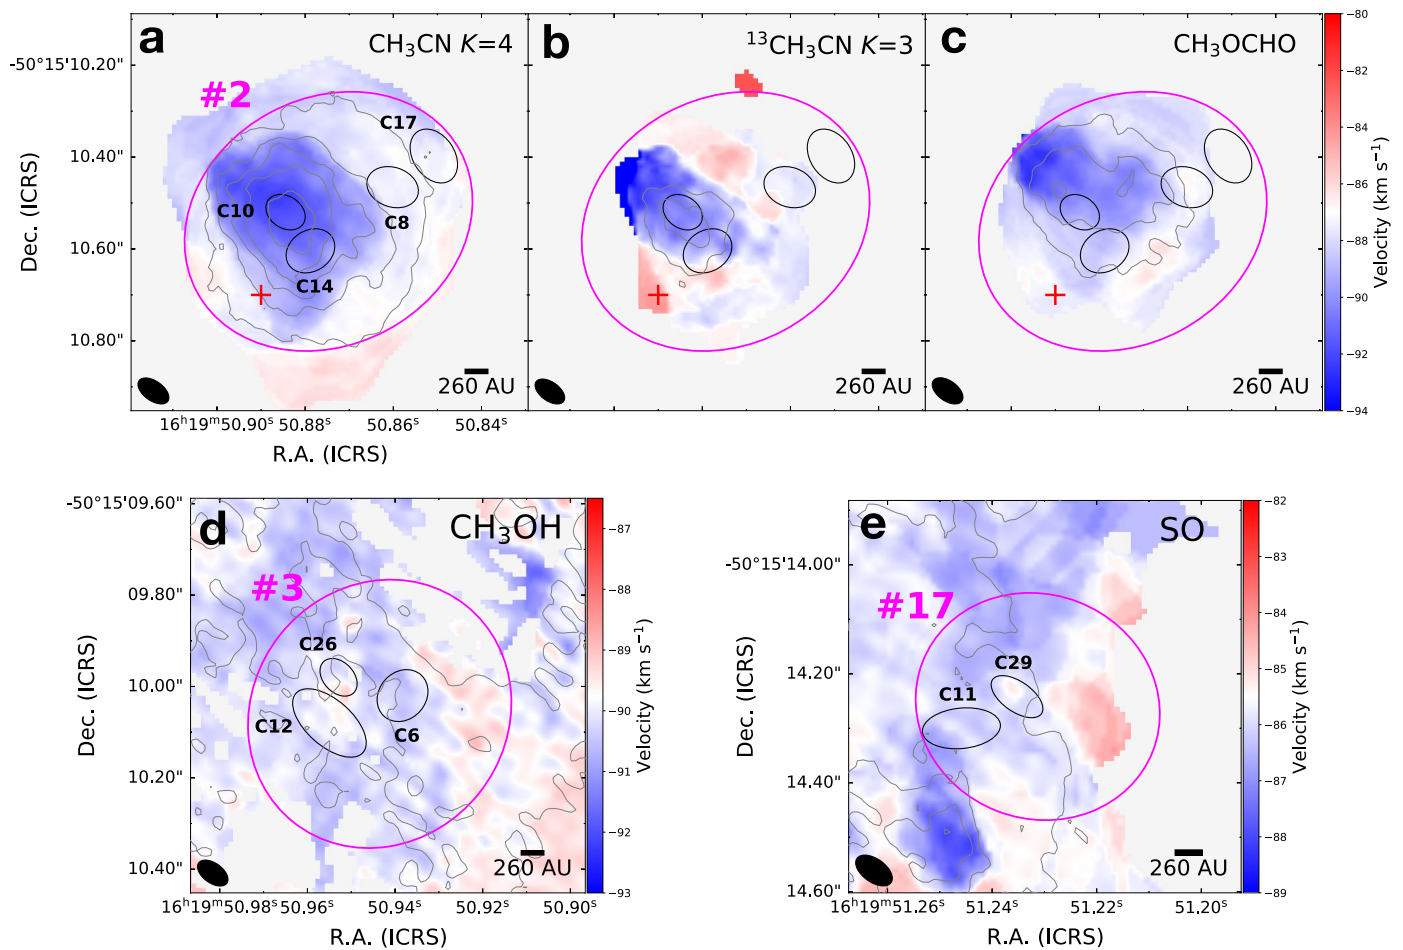 a
CH₃CN K=4
#2
C17
C10
C8
C14
260 AU
-50°15'10.20"
10.40"
10.60"
10.80"
Dec. (ICRS)
16ʰ19ᵐ50.90ˢ 50.88ˢ 50.86ˢ 50.84ˢ
R.A. (ICRS)
b
¹³CH₃CN K=3
260 AU
c
CH₃OCHO
260 AU
−80
−82
−84
−86
−88
−90
−92
−94
Velocity (km s⁻¹)
d
CH₃OH
#3
C26
C12
C6
260 AU
-50°15'09.60"
09.80"
10.00"
10.20"
10.40"
Dec. (ICRS)
16ʰ19ᵐ50.98ˢ 50.96ˢ 50.94ˢ 50.92ˢ 50.90ˢ
R.A. (ICRS)
−87
−88
−89
−90
−91
−92
−93
Velocity (km s⁻¹)
e
SO
#17
C29
C11
260 AU
-50°15'14.00"
14.20"
14.40"
14.60"
Dec. (ICRS)
16ʰ19ᵐ51.26ˢ 51.24ˢ 51.22ˢ 51.20ˢ
R.A. (ICRS)
−82
−83
−84
−85
−86
−87
−88
−89
Velocity (km s⁻¹)